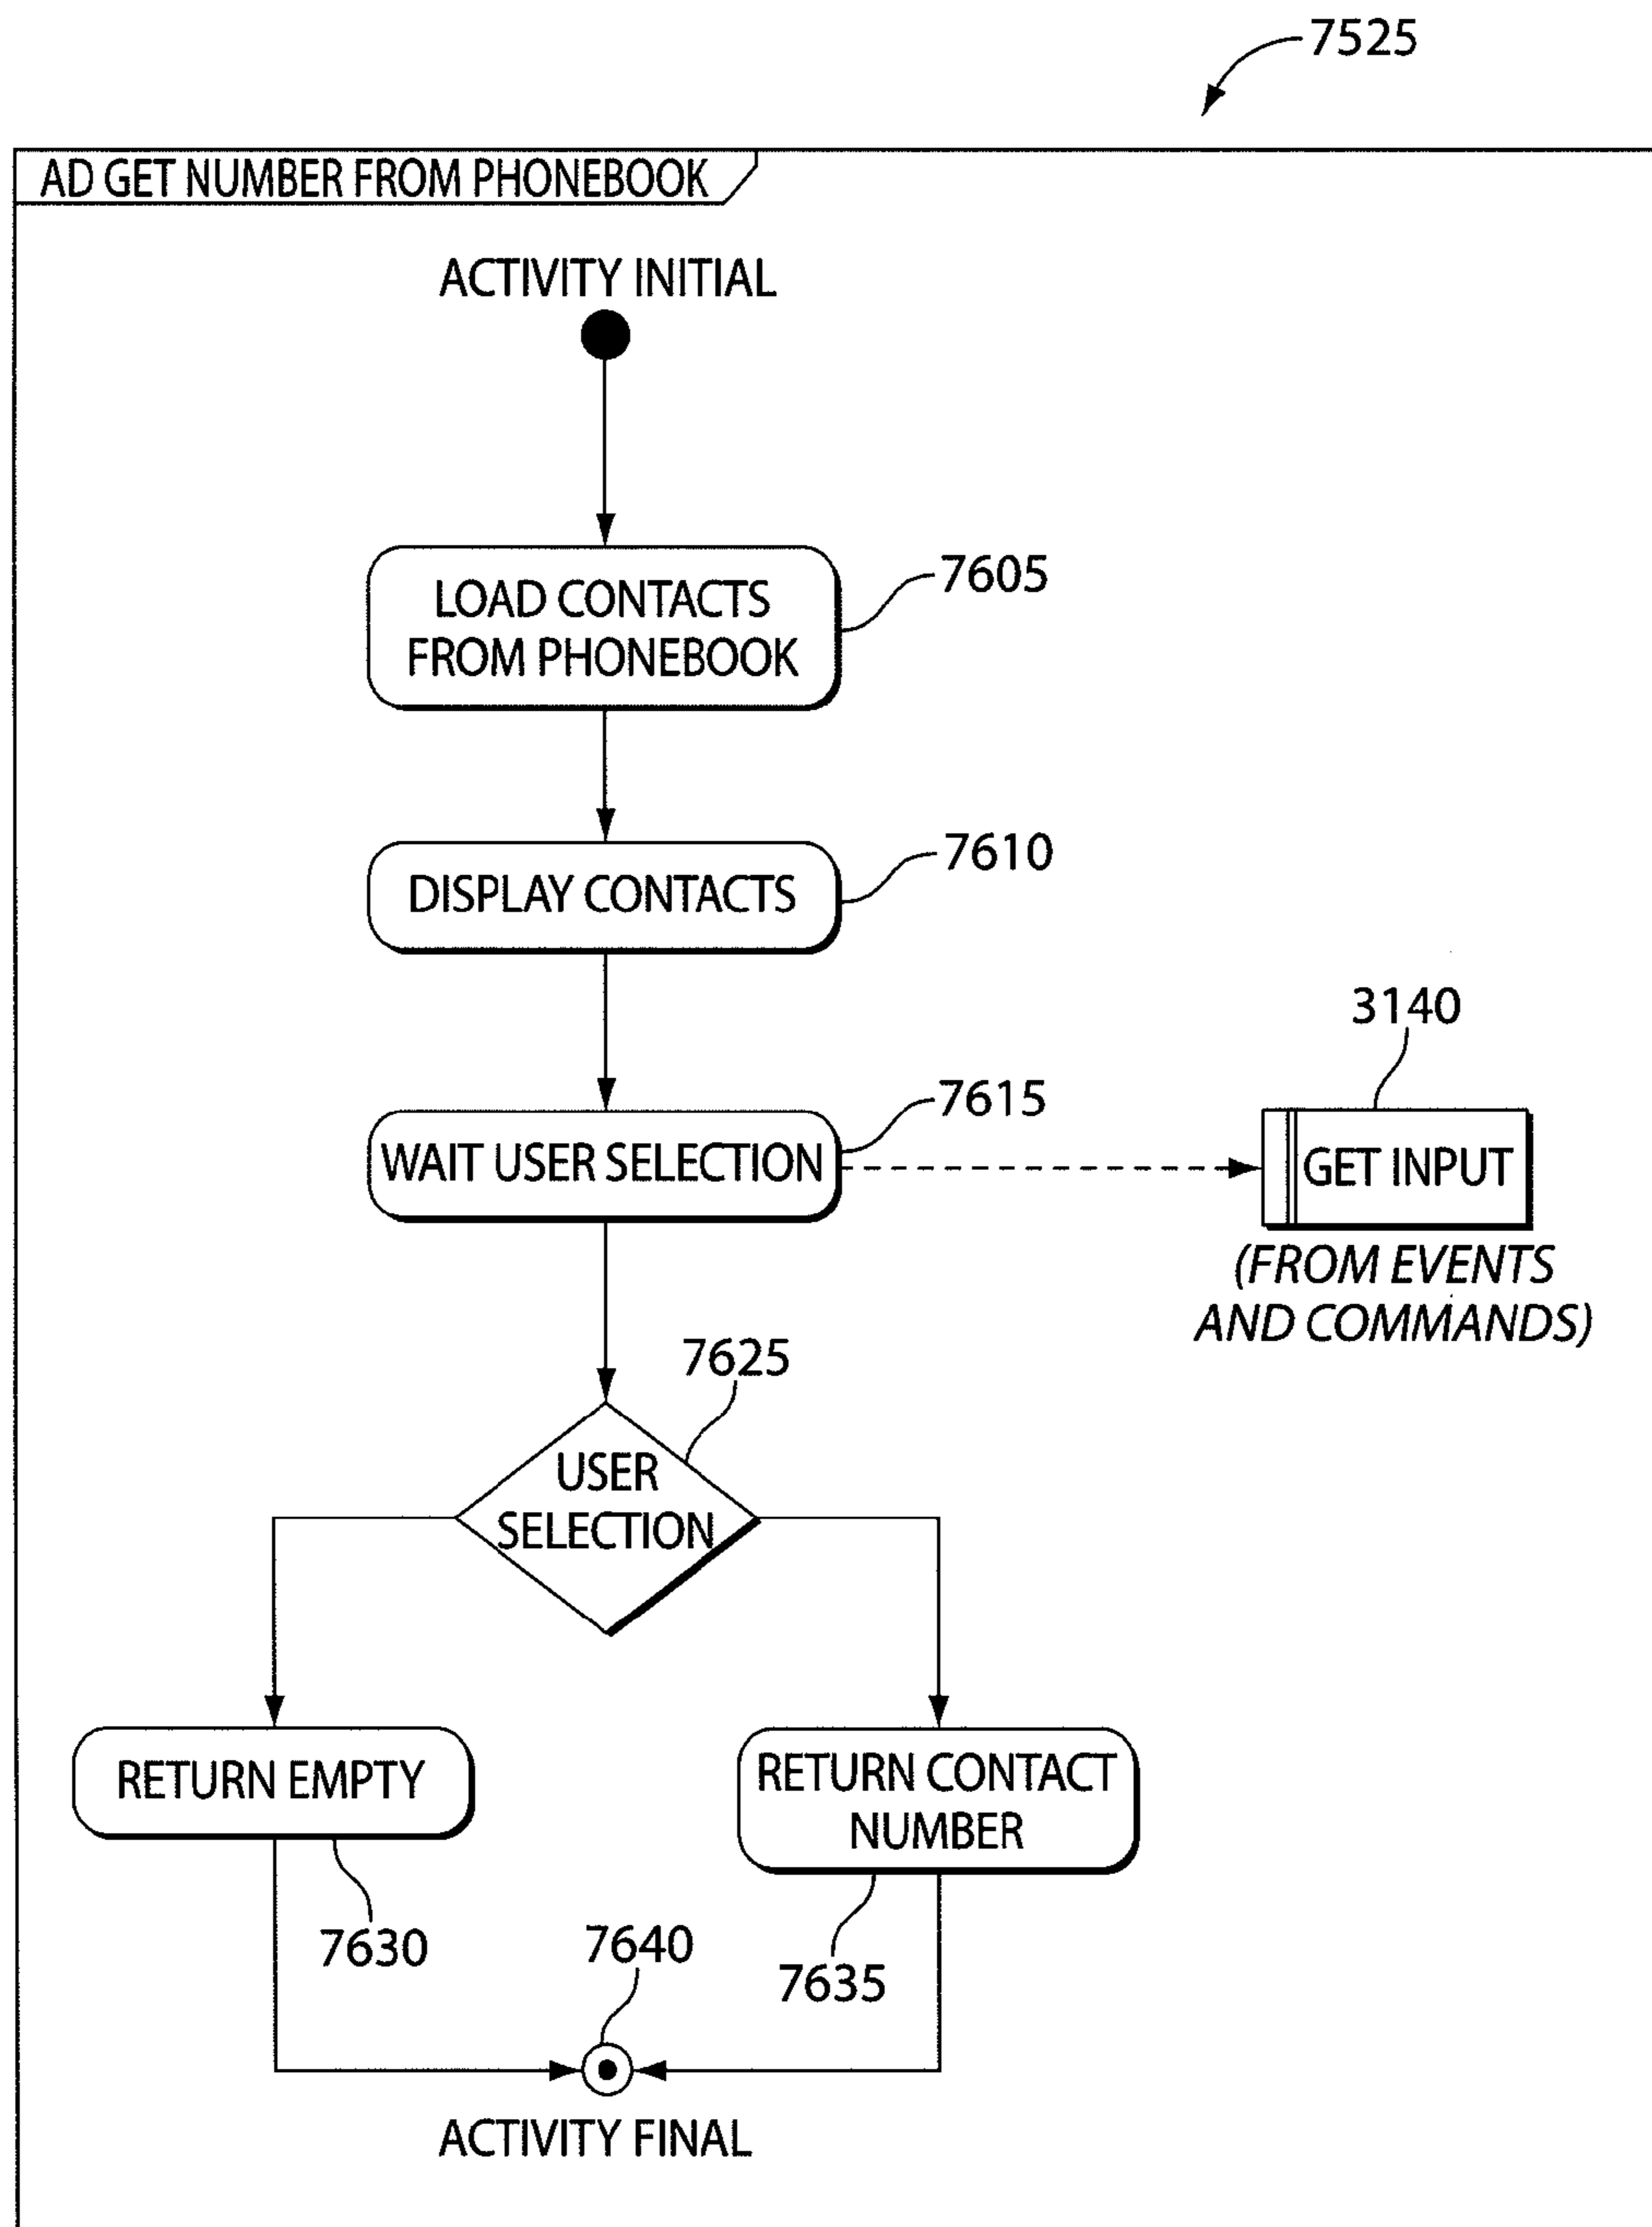 7525
AD GET NUMBER FROM PHONEBOOK
ACTIVITY INITIAL
LOAD CONTACTS
FROM PHONEBOOK
7605
DISPLAY CONTACTS
7610
WAIT USER SELECTION
7615
3140
GET INPUT
(FROM EVENTS
AND COMMANDS)
7625
USER
SELECTION
RETURN EMPTY
7630
RETURN CONTACT
NUMBER
7635
7640
ACTIVITY FINAL